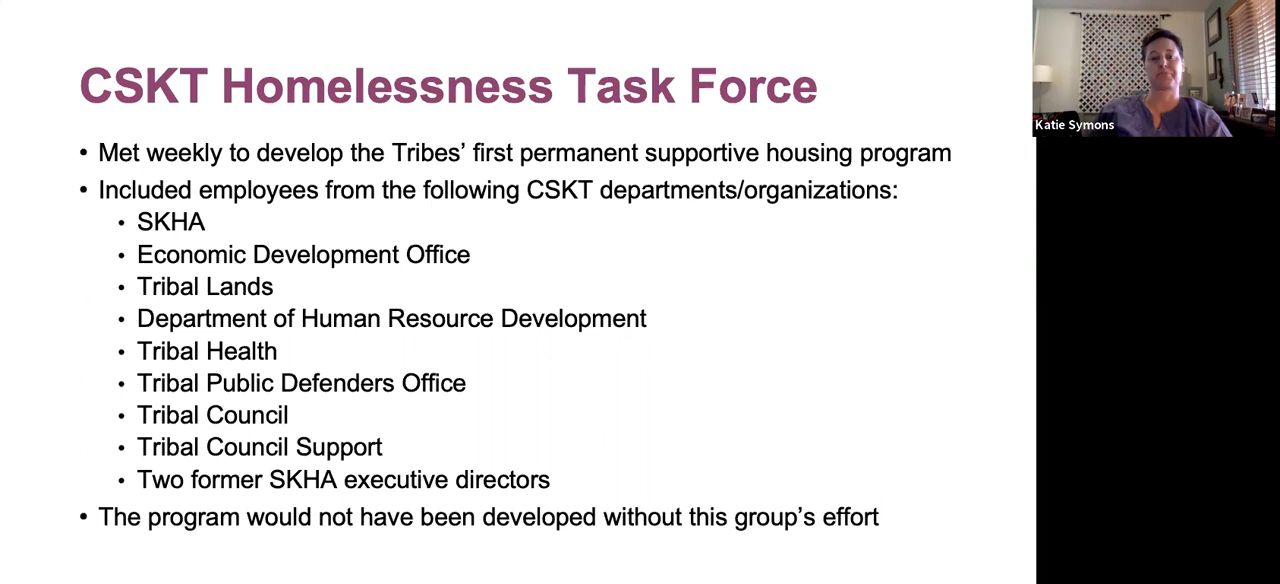 CSKT Homelessness Task Force
• Met weekly to develop the Tribes’ first permanent supportive housing program
• Included employees from the following CSKT departments/organizations:
• SKHA
• Economic Development Office
• Tribal Lands
• Department of Human Resource Development
• Tribal Health
• Tribal Public Defenders Office
• Tribal Council
• Tribal Council Support
• Two former SKHA executive directors
• The program would not have been developed without this group’s effort
Katie Symons